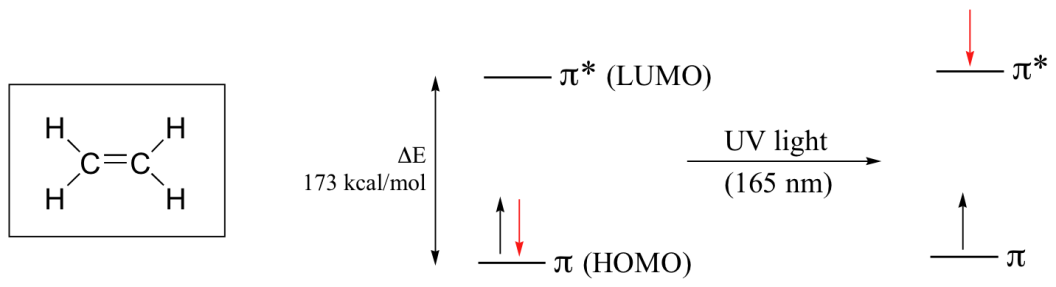 H H
C=C
H H
π* (LUMO)
ΔE
173 kcal/mol
π (HOMO)
UV light
(165 nm)
π*
π